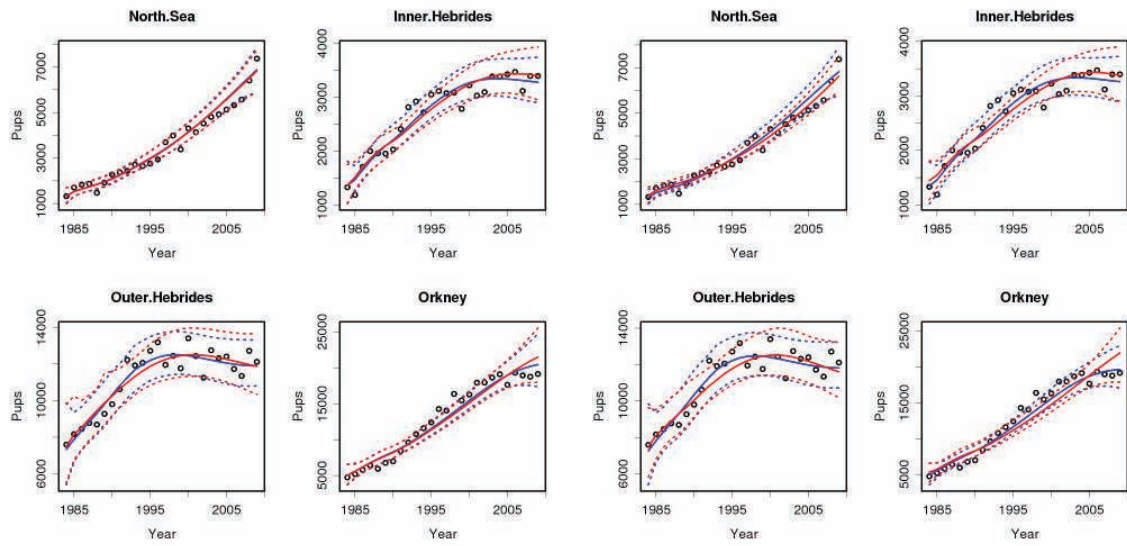 North.Sea
Pups
1000 3000 5000 7000
1985 1995 2005
Year
Inner.Hebrides
Pups
1000 2000 3000 4000
1985 1995 2005
Year
North.Sea
Pups
1000 3000 5000 7000
1985 1995 2005
Year
Inner.Hebrides
Pups
1000 2000 3000 4000
1985 1995 2005
Year
Outer.Hebrides
Pups
6000 10000 14000
1985 1995 2005
Year
Orkney
Pups
5000 15000 25000
1985 1995 2005
Year
Outer.Hebrides
Pups
6000 10000 14000
1985 1995 2005
Year
Orkney
Pups
5000 15000 25000
1985 1995 2005
Year